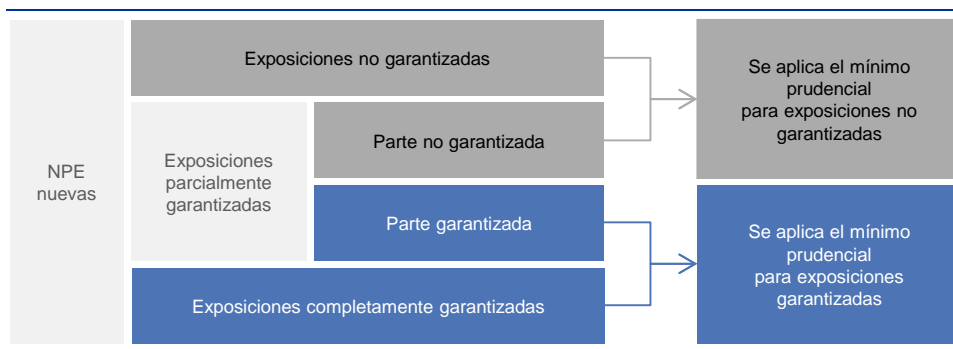 NPE
nuevas
Exposiciones no garantizadas
Exposiciones
parcialmente
garantizadas
Parte no garantizada
Parte garantizada
Exposiciones completamente garantizadas
Se aplica el mínimo
prudencial
para exposiciones no
garantizadas
Se aplica el mínimo
prudencial
para exposiciones
garantizadas